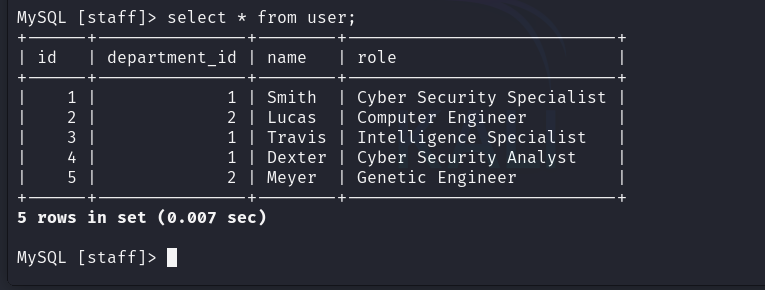 MySQL [staff]> select * from user;
+------+---------------+--------+---------------------------+
| id   | department_id | name   | role                      |
+------+---------------+--------+---------------------------+
|    1 |             1 | Smith  | Cyber Security Specialist |
|    2 |             2 | Lucas  | Computer Engineer         |
|    3 |             1 | Travis | Intelligence Specialist   |
|    4 |             1 | Dexter | Cyber Security Analyst    |
|    5 |             2 | Meyer  | Genetic Engineer          |
+------+---------------+--------+---------------------------+
5 rows in set (0.007 sec)
MySQL [staff]>